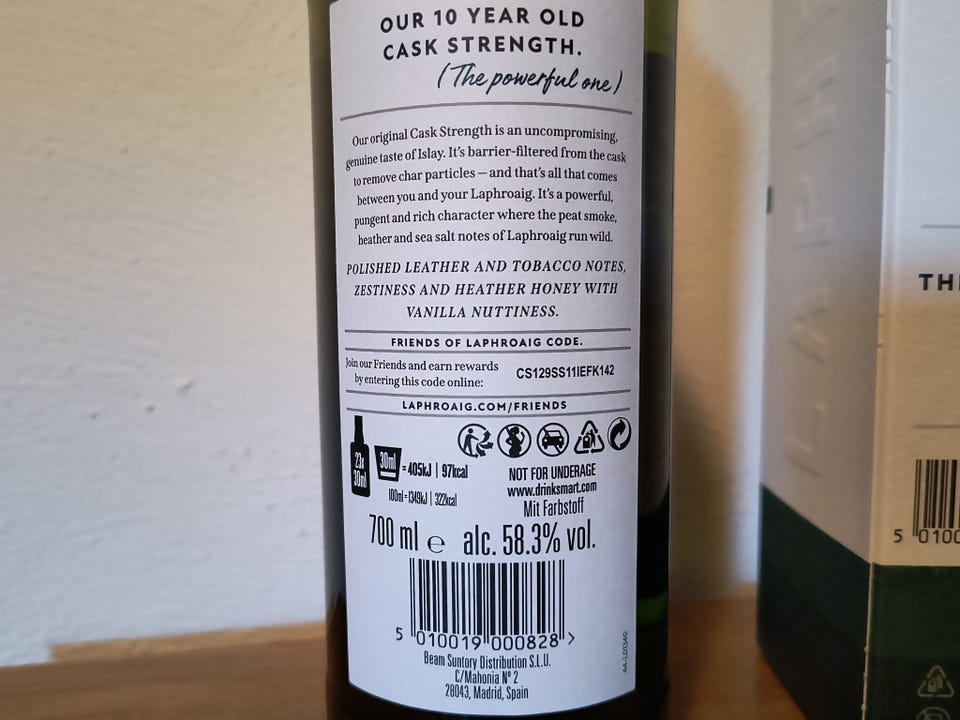 OUR 10 YEAR OLD
CASK STRENGTH.
(The powerful one)
Our original Cask Strength is an uncompromising,
genuine taste of Islay. It's barrier-filtered from the cask
to remove char particles – and that's all that comes
between you and your Laphroaig. It's a powerful,
pungent and rich character where the peat smoke,
heather and sea salt notes of Laphroaig run wild.
POLISHED LEATHER AND TOBACCO NOTES,
ZESTINESS AND HEATHER HONEY WITH
VANILLA NUTTINESS.
FRIENDS OF LAPHROAIG CODE.
Join our Friends and earn rewards
by entering this code online:
CS129SS11IEFK142
LAPHROAIG.COM/FRIENDS
23x
30ml
30ml
=405kJ | 97kcal
100ml=1349kJ | 322kcal
NOT FOR UNDERAGE
www.drinksmart.com
Mit Farbstoff
700 ml e alc. 58.3% vol.
5 010019 000828 >
Beam Suntory Distribution S.L.U.
C/Mahonia Nº 2
28043, Madrid, Spain
THE
5 0100